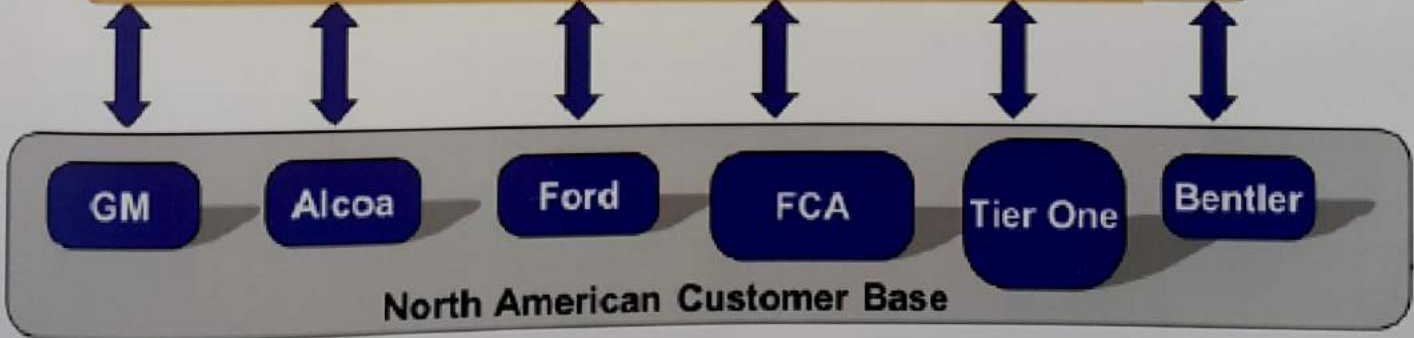 GM
Alcoa
Ford
FCA
Tier One
Bentler
North American Customer Base